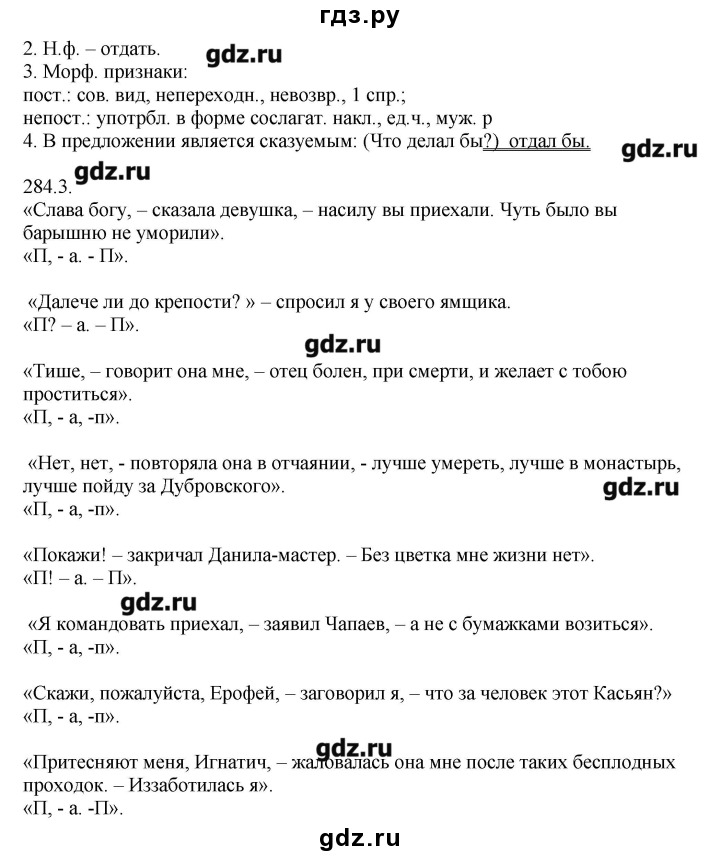 гдз.ру
2. Н.ф. – отдать.
gdz.ru
3. Морф. признаки:
пост.: сов. вид, непереходн., невозвр., 1 спр.;
непост.: употрбл. в форме сослагат. накл., ед.ч., муж. р
4. В предложении является сказуемым: (Что делал бы?) отдал бы.
gdz.ru
gdz.ru
284.3.
«Слава богу, – сказала девушка, – насилу вы приехали. Чуть было вы
барышню не уморили».
«П, - а. - П».
«Далече ли до крепости? » – спросил я у своего ямщика.
«П? – а. – П».
gdz.ru
«Тише, – говорит она мне, – отец болен, при смерти, и желает с тобою
проститься».
«П, - а, -п».
«Нет, нет, - повторяла она в отчаянии, - лучше умереть, лучше в монастырь,
лучше пойду за Дубровского».
gdz.ru
«П, - а, -п».
«Покажи! – закричал Данила-мастер. – Без цветка мне жизни нет».
«П! – а. – П».
gdz.ru
«Я командовать приехал, – заявил Чапаев, – а не с бумажками возиться».
«П, - а, -п».
«Скажи, пожалуйста, Ерофей, – заговорил я, – что за человек этот Касьян?»
«П, - а, -п».
gdz.ru
«Притесняют меня, Игнатич, – жаловалась она мне после таких бесплодных
проходок. – Иззаботилась я».
«П, - а. -П».
gdz.ru